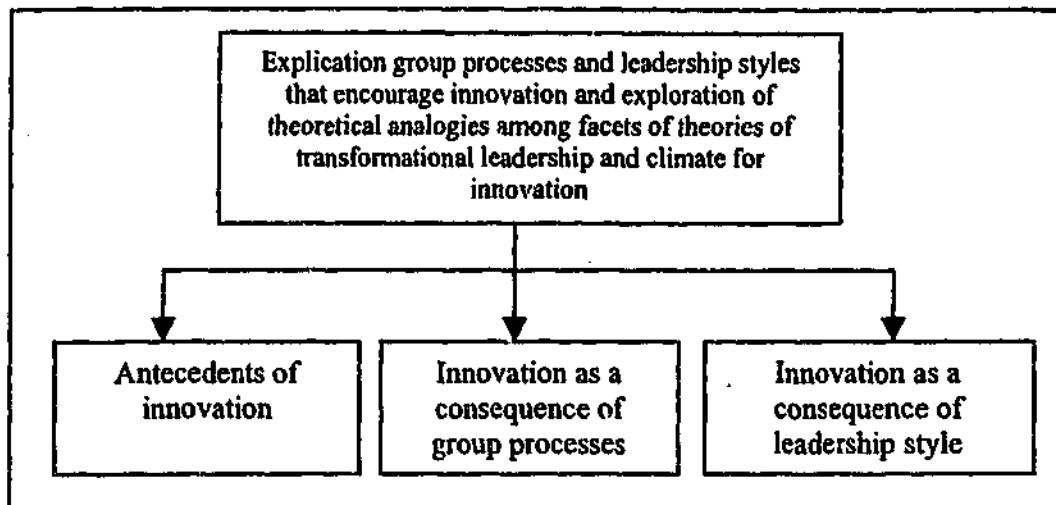 Explication group processes and leadership styles
that encourage innovation and exploration of
theoretical analogies among facets of theories of
transformational leadership and climate for
innovation
Antecedents of
innovation
Innovation as a
consequence of
group processes
Innovation as a
consequence of
leadership style